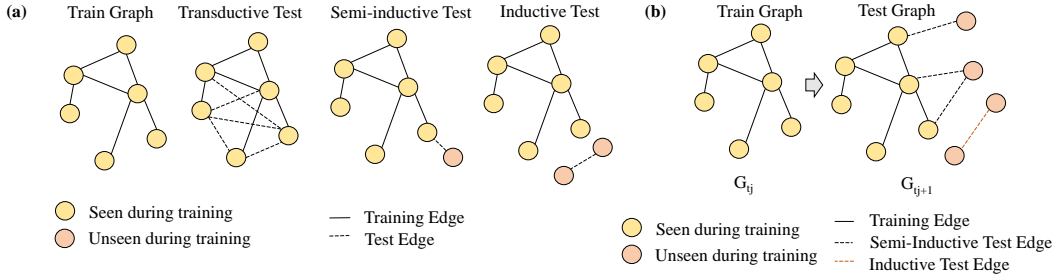 (a)
Train Graph
Transductive Test
Semi-inductive Test
Inductive Test
Seen during training
Unseen during training
Training Edge
Test Edge
(b)
Train Graph
Test Graph
Gtj
Gtj+1
Seen during training
Unseen during training
Training Edge
Semi-Inductive Test Edge
Inductive Test Edge